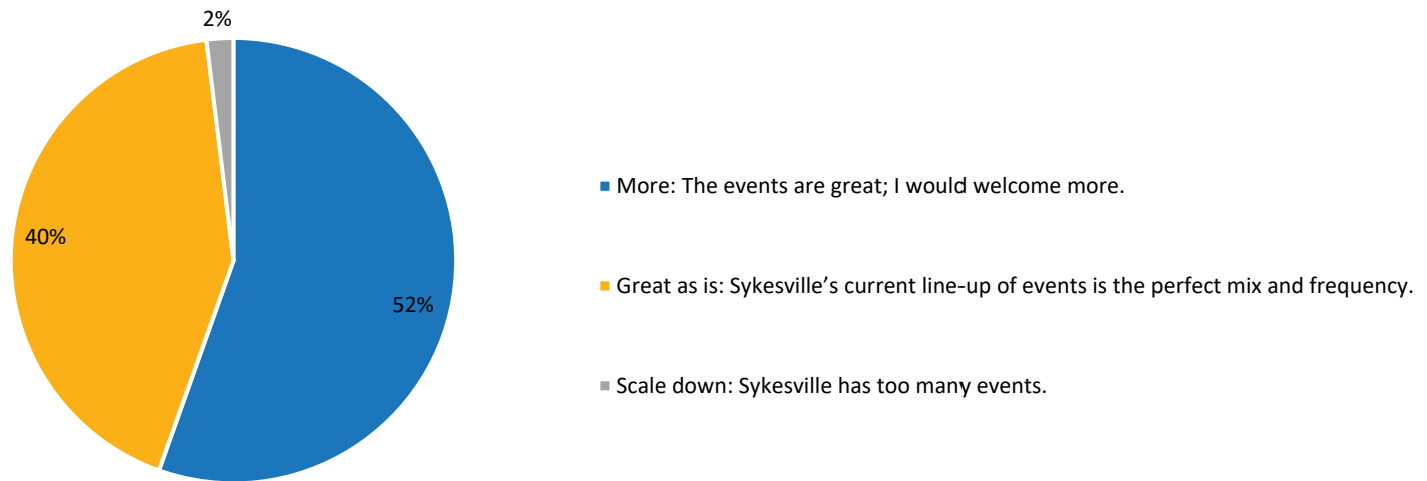 2%
40%
52%
More: The events are great; I would welcome more.
Great as is: Sykesville’s current line-up of events is the perfect mix and frequency.
Scale down: Sykesville has too many events.